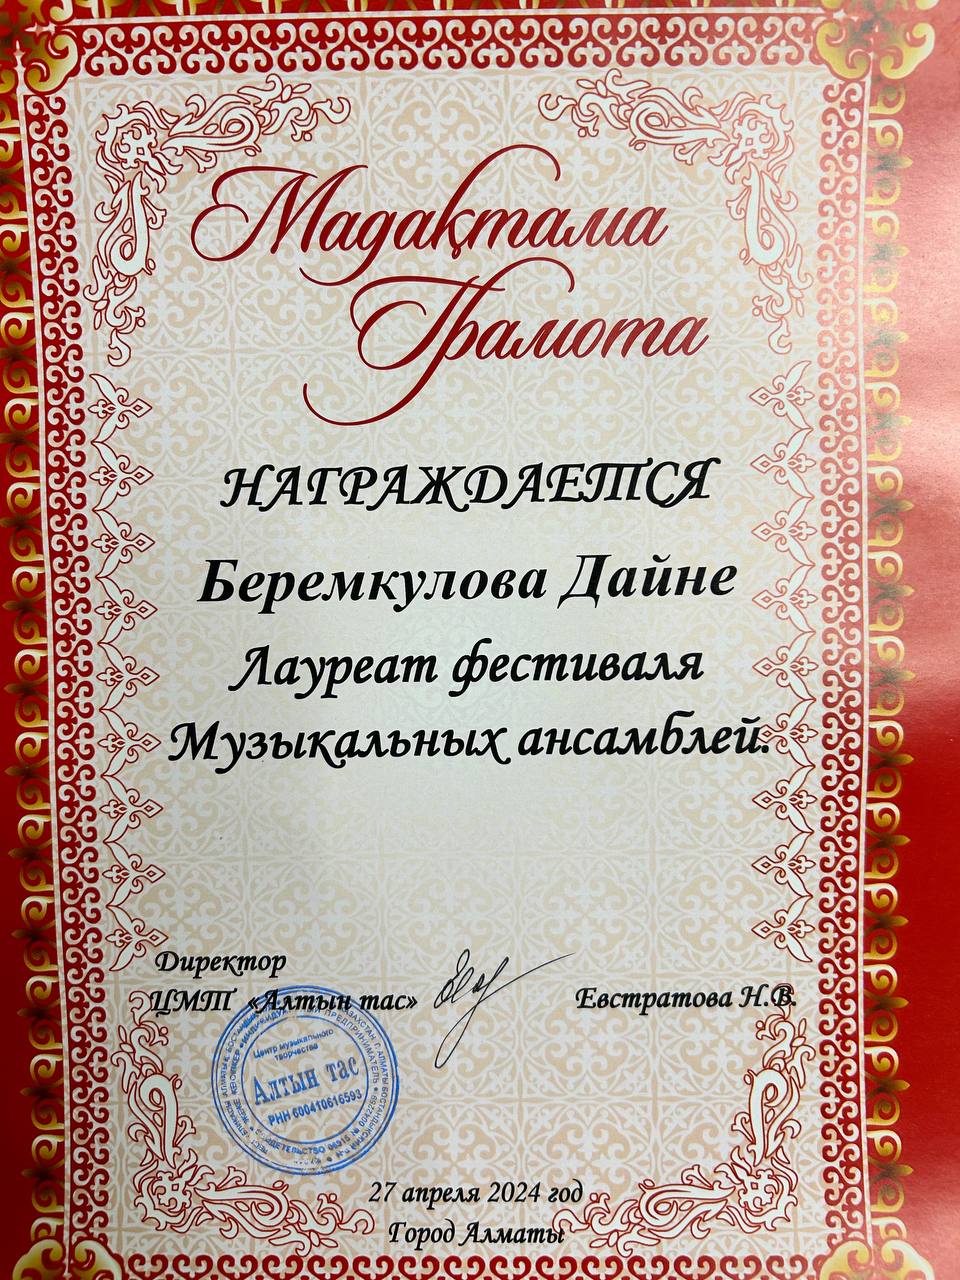 Мадақтама
Грамота
НАГРАЖДАЕТСЯ
Беремкулова Дайне
Лауреат фестиваля
Музыкальных ансамблей.
Директор
ЦМТ «Алтын тас»
Евстратова Н.В.
Центр музыкального
творчества
Алтын тас
РНН 600410616593
27 апреля 2024 год
Город Алматы